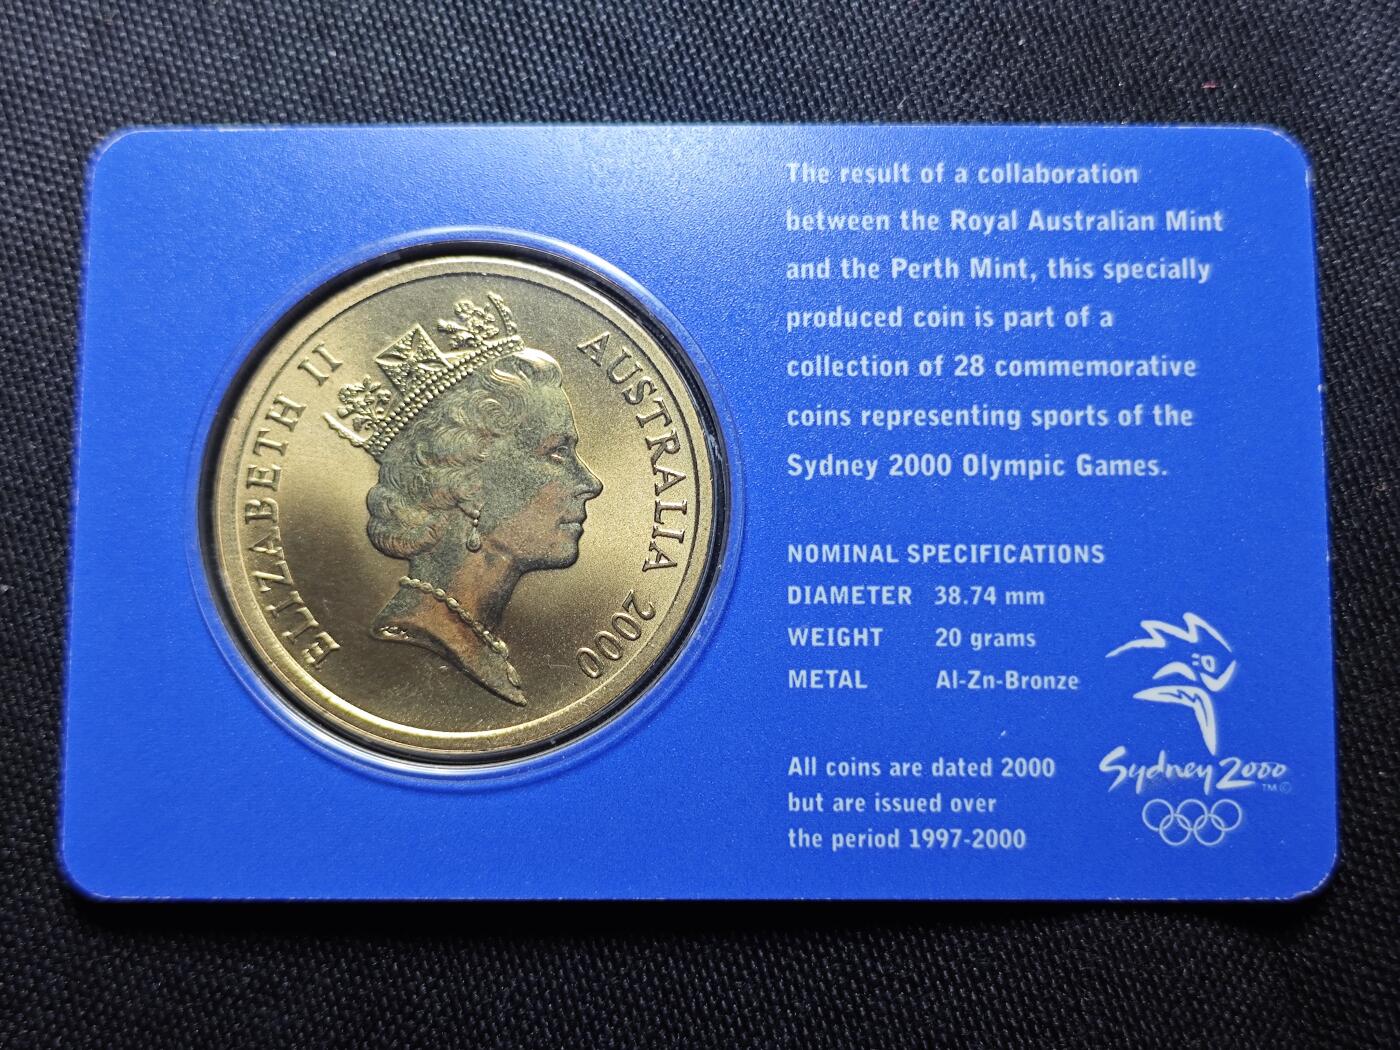 ELIZABETH II
AUSTRALIA 2000
The result of a collaboration
between the Royal Australian Mint
and the Perth Mint, this specially
produced coin is part of a
collection of 28 commemorative
coins representing sports of the
Sydney 2000 Olympic Games.
NOMINAL SPECIFICATIONS
DIAMETER 38.74 mm
WEIGHT 20 grams
METAL Al-Zn-Bronze
All coins are dated 2000
but are issued over
the period 1997-2000
Sydney 2000
TM ©